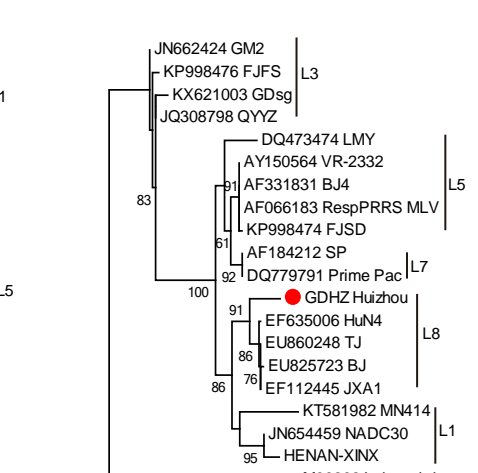 JN662424 GM2
KP998476 FJFS
L3
KX621003 GDsg
JQ308798 QYYZ
DQ473474 LMY
AY150564 VR-2332
91
AF331831 BJ4
L5
83
AF066183 RespPRRS MLV
KP998474 FJSD
61
AF184212 SP
L7
92
DQ779791 Prime Pac
100
GDHZ Huizhou
91
EF635006 HuN4
L8
EU860248 TJ
86
EU825723 BJ
76
86
EF112445 JXA1
KT581982 MN414
JN654459 NADC30
L1
95
HENAN-XINX
1
L5